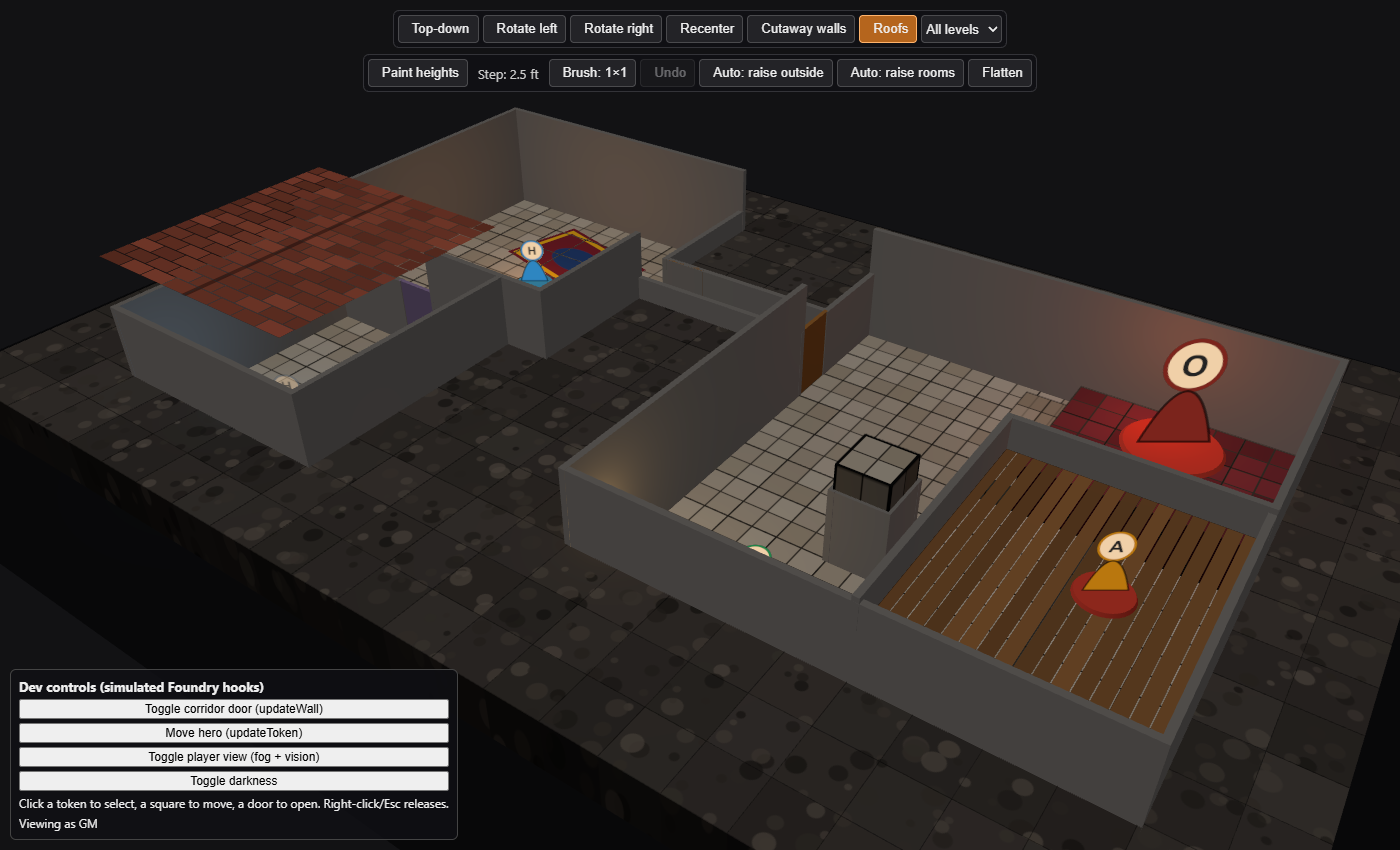 Top-down Rotate left Rotate right Recenter Cutaway walls Roofs All levels
Paint heights Step: 2.5 ft Brush: 1×1 Undo Auto: raise outside Auto: raise rooms Flatten
H
O
A
Dev controls (simulated Foundry hooks)
Toggle corridor door (updateWall)
Move hero (updateToken)
Toggle player view (fog + vision)
Toggle darkness
Click a token to select, a square to move, a door to open. Right-click/Esc releases.
Viewing as GM